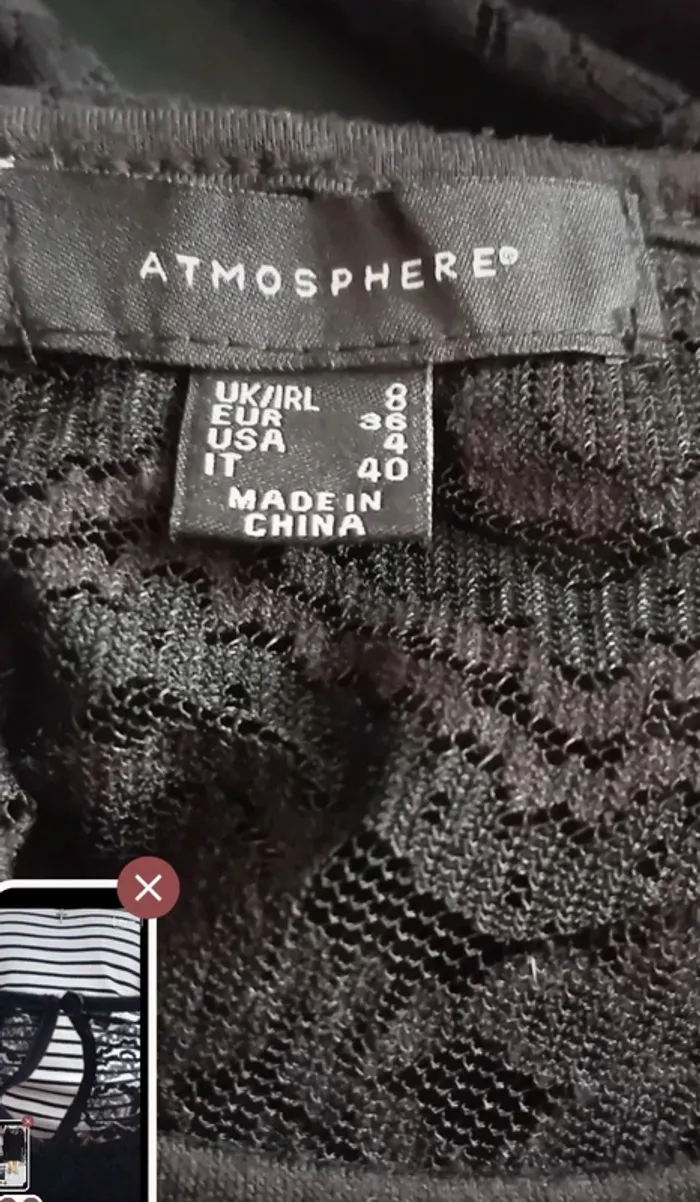 ATMOSPHERE®
UK/IRL 8
EUR 36
USA 4
IT 40
MADE IN
CHINA